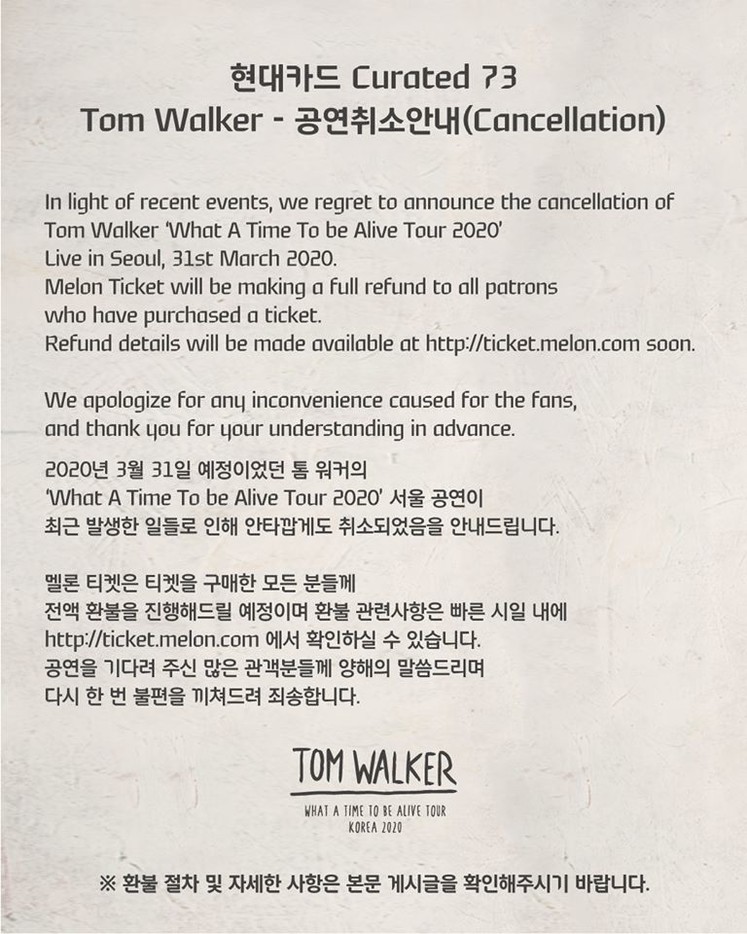 현대카드 Curated 73
Tom Walker - 공연취소안내(Cancellation)
In light of recent events, we regret to announce the cancellation of
Tom Walker ‘What A Time To be Alive Tour 2020’
Live in Seoul, 31st March 2020.
Melon Ticket will be making a full refund to all patrons
who have purchased a ticket.
Refund details will be made available at http://ticket.melon.com soon.
We apologize for any inconvenience caused for the fans,
and thank you for your understanding in advance.
2020년 3월 31일 예정이었던 톰 워커의
‘What A Time To be Alive Tour 2020’ 서울 공연이
최근 발생한 일들로 인해 안타깝게도 취소되었음을 안내드립니다.
멜론 티켓은 티켓을 구매한 모든 분들께
전액 환불을 진행해드릴 예정이며 환불 관련사항은 빠른 시일 내에
http://ticket.melon.com 에서 확인하실 수 있습니다.
공연을 기다려 주신 많은 관객분들께 양해의 말씀드리며
다시 한 번 불편을 끼쳐드려 죄송합니다.
TOM WALKER
WHAT A TIME TO BE ALIVE TOUR
KOREA 2020
※ 환불 절차 및 자세한 사항은 본문 게시글을 확인해주시기 바랍니다.